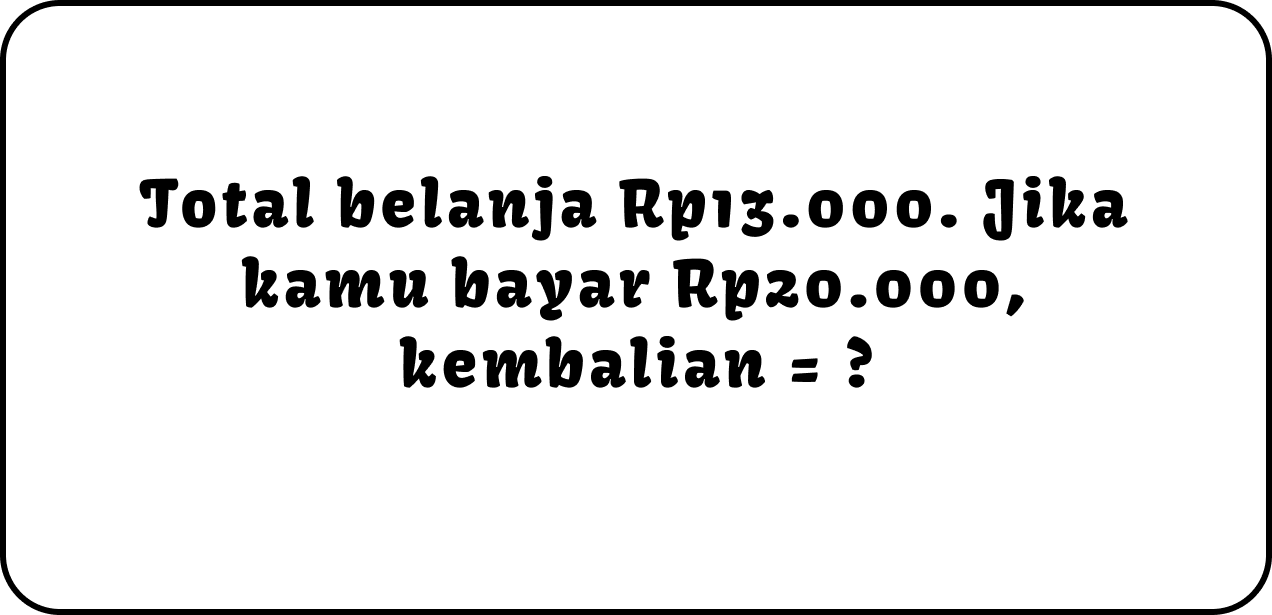 Total belanja Rp13.000. Jika
kamu bayar Rp20.000,
kembalian = ?